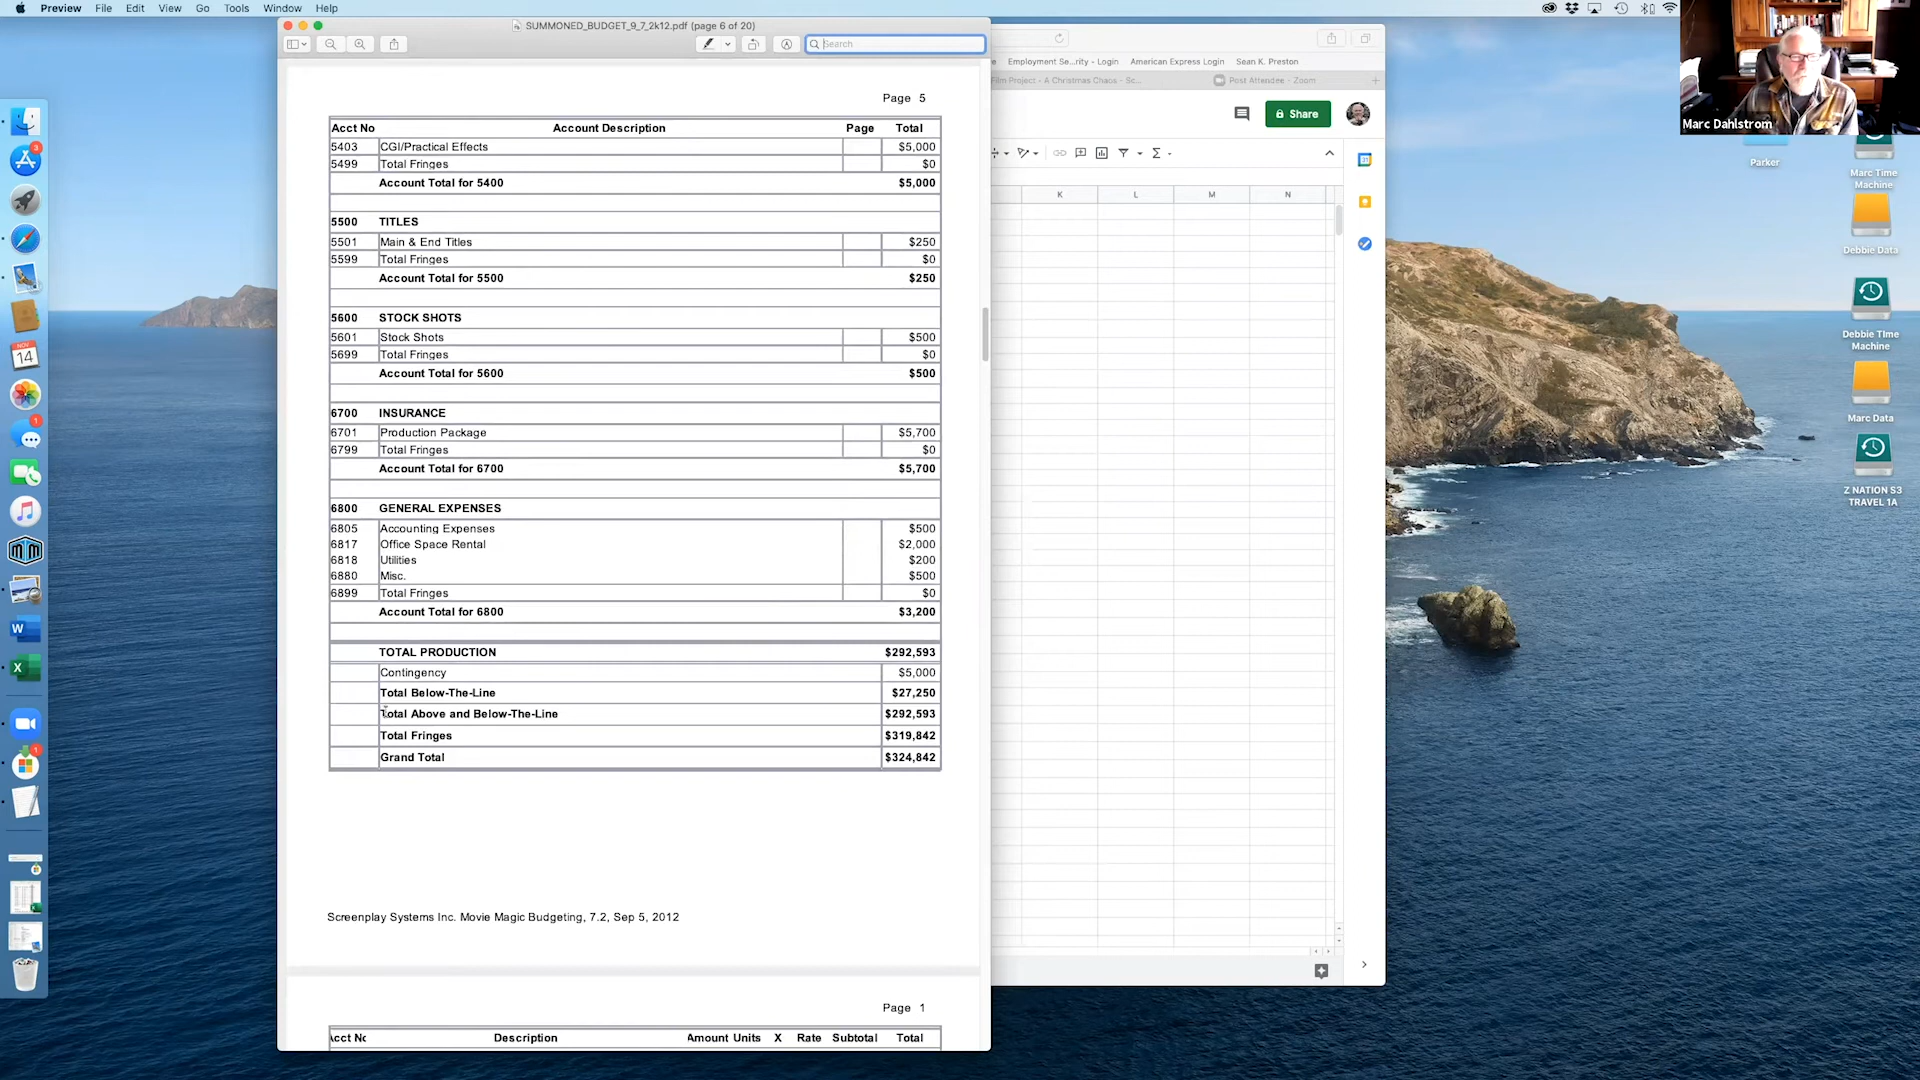 Preview File Edit View Go Tools Window Help
SUMMONED_BUDGET_9_7_2k12.pdf (page 6 of 20)
Search
Employment Se...rity - Login American Express Login Sean K. Preston
Film Project - A Christmas Chaos - Sc... Post Attendee - Zoom
Share
K L M N
Marc Dahlstrom
Parker
Marc Time Machine
Debbie Data
Debbie TIme Machine
Marc Data
Z NATION S3 TRAVEL 1A
NOV
14
Page 5
Acct No Account Description Page Total
5403 CGI/Practical Effects $5,000
5499 Total Fringes $0
Account Total for 5400 $5,000
5500 TITLES
5501 Main & End Titles $250
5599 Total Fringes $0
Account Total for 5500 $250
5600 STOCK SHOTS
5601 Stock Shots $500
5699 Total Fringes $0
Account Total for 5600 $500
6700 INSURANCE
6701 Production Package $5,700
6799 Total Fringes $0
Account Total for 6700 $5,700
6800 GENERAL EXPENSES
6805 Accounting Expenses $500
6817 Office Space Rental $2,000
6818 Utilities $200
6880 Misc. $500
6899 Total Fringes $0
Account Total for 6800 $3,200
TOTAL PRODUCTION $292,593
Contingency $5,000
Total Below-The-Line $27,250
Total Above and Below-The-Line $292,593
Total Fringes $319,842
Grand Total $324,842
Screenplay Systems Inc. Movie Magic Budgeting, 7.2, Sep 5, 2012
Page 1
Acct No Description Amount Units X Rate Subtotal Total